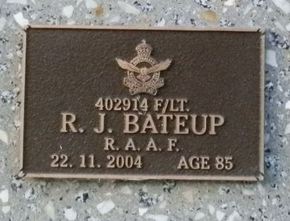 402914 F/LT.
R. J. BATEUP
R. A. A. F.
22. 11. 2004 AGE 85